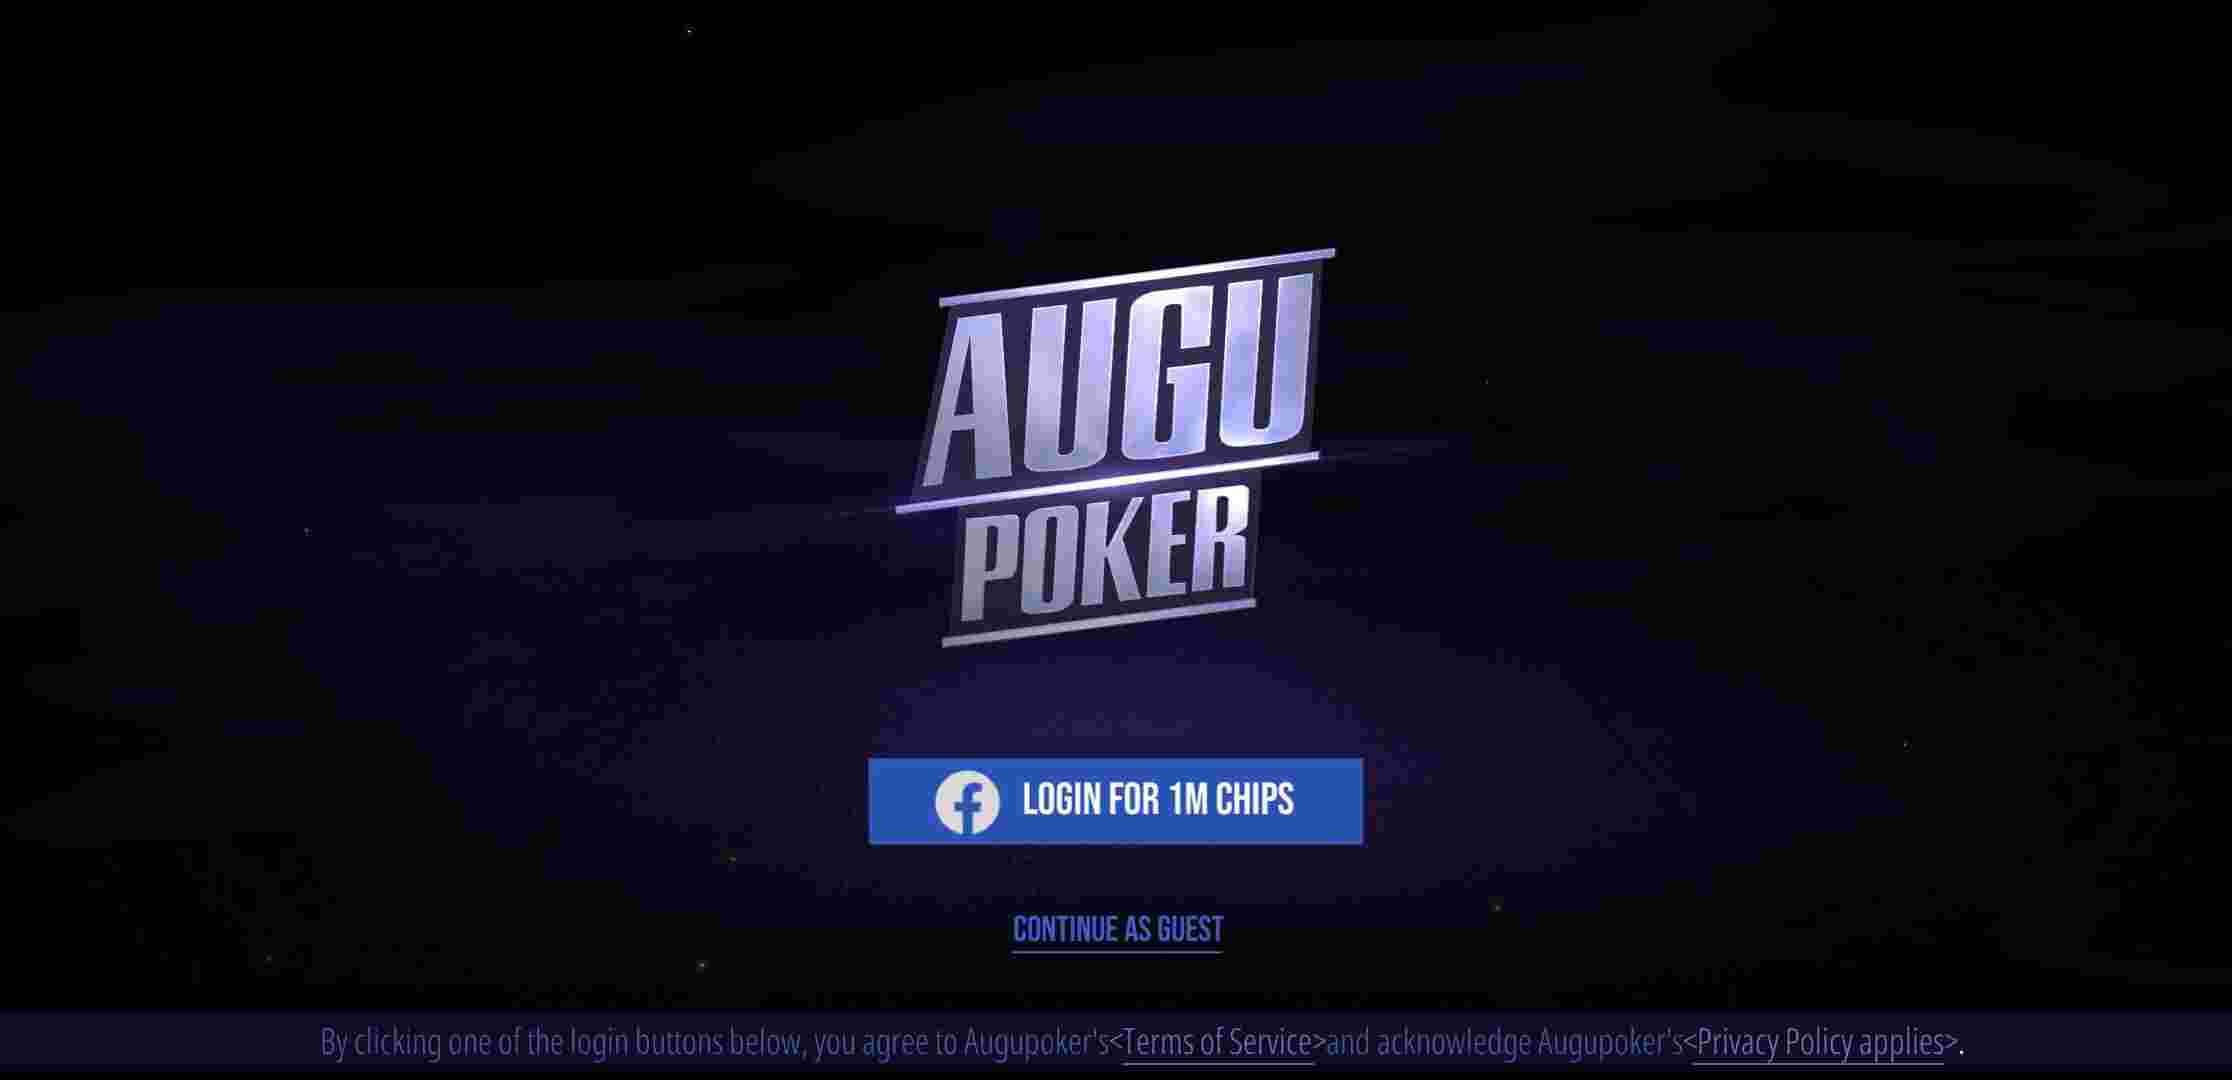 AUGU
POKER
LOGIN FOR 1M CHIPS
CONTINUE AS GUEST
By clicking one of the login buttons below, you agree to Augupoker's<Terms of Service>and acknowledge Augupoker's<Privacy Policy applies>.